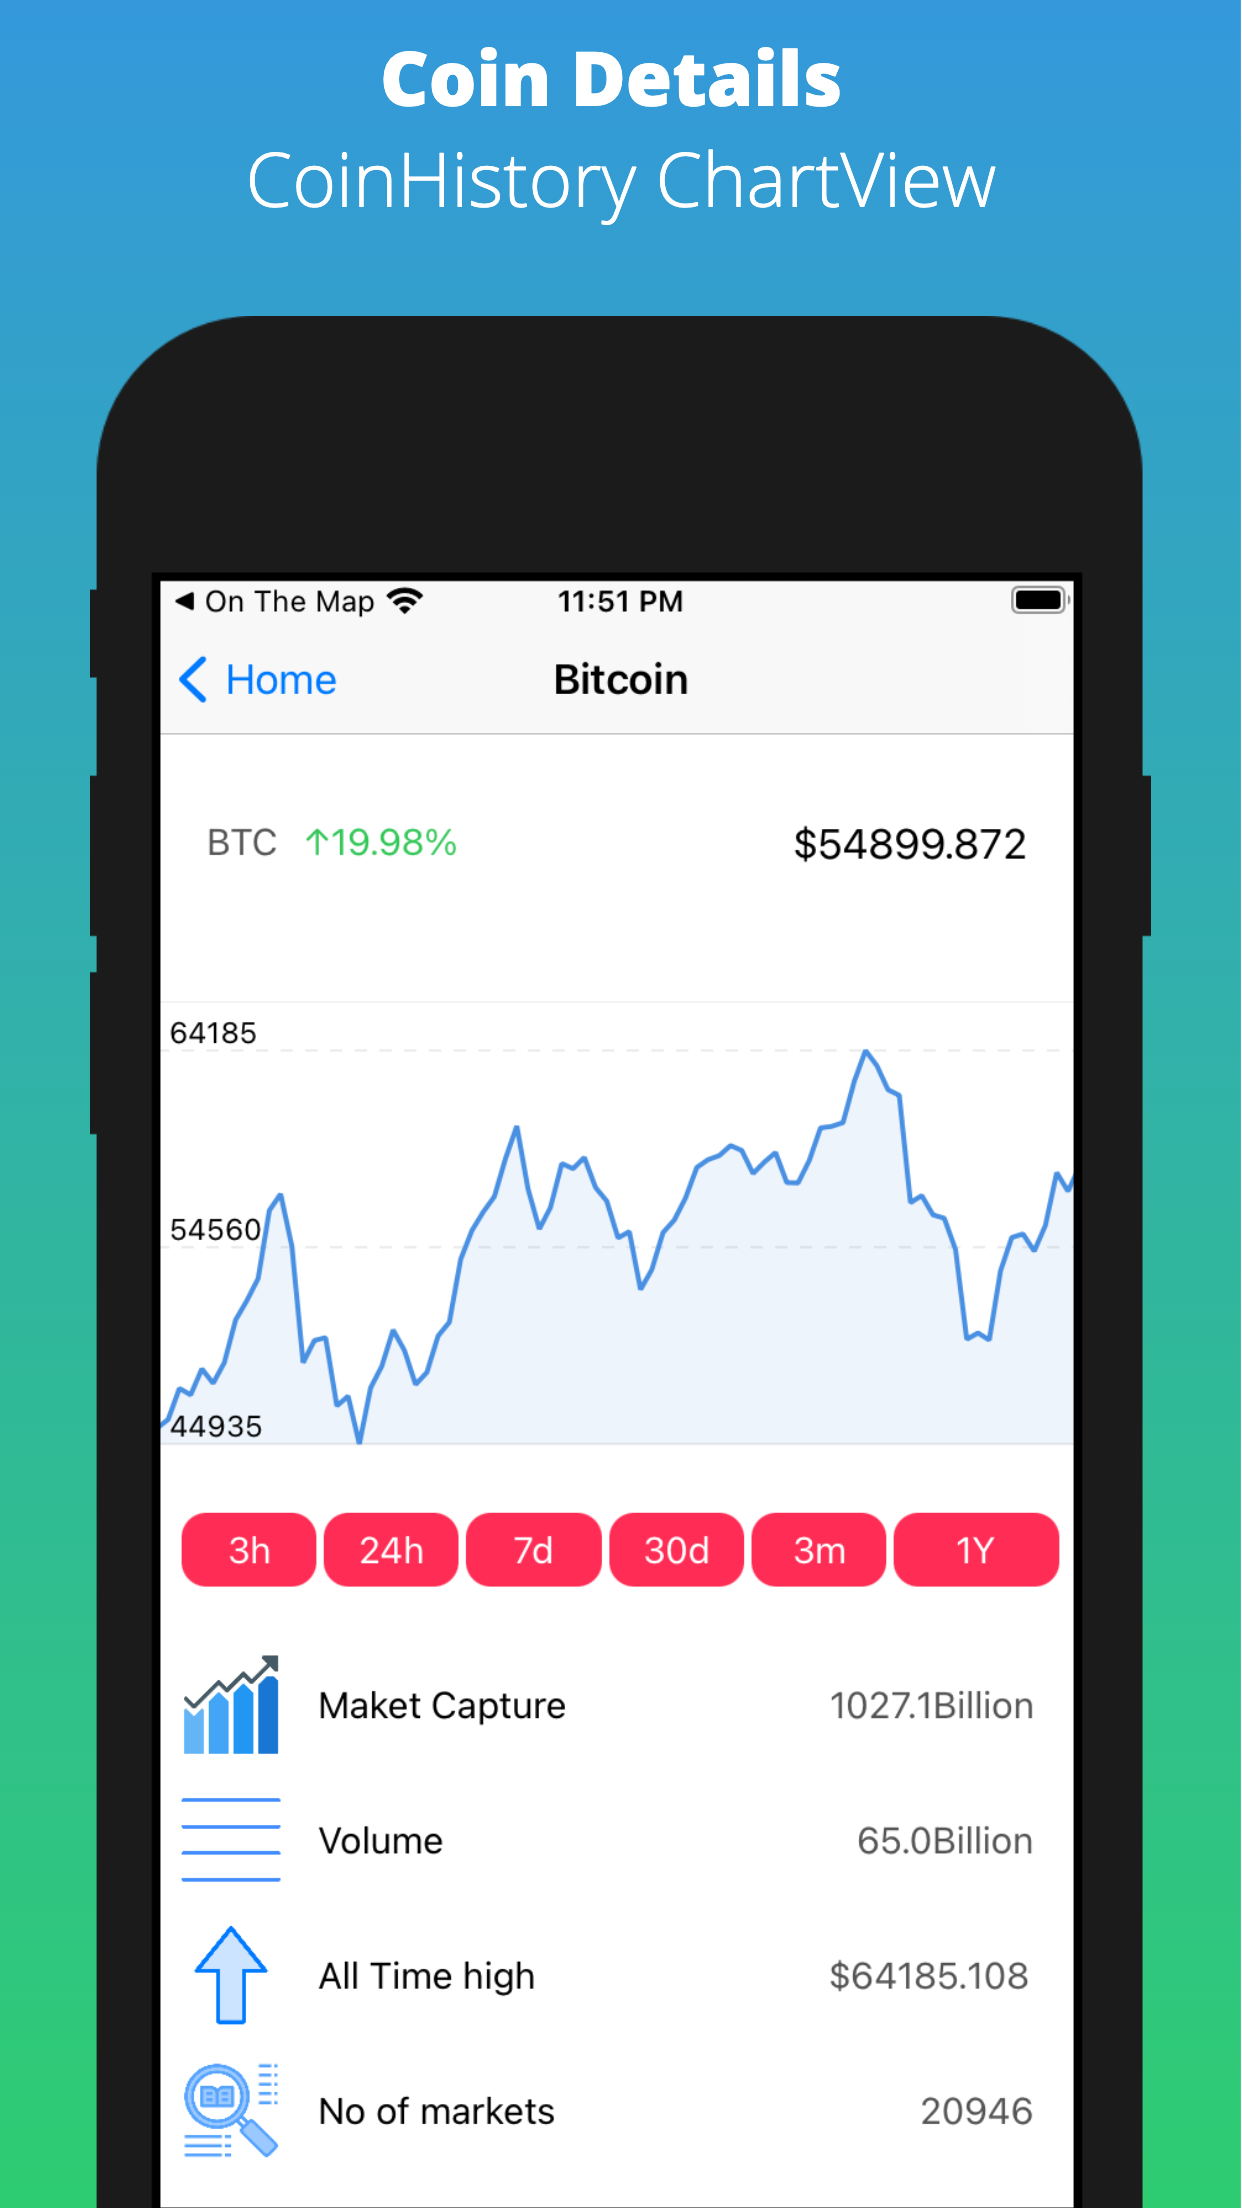 Coin Details
CoinHistory ChartView
◀ On The Map 11:51 PM
Home Bitcoin
BTC ↑19.98% $54899.872
64185
54560
44935
3h 24h 7d 30d 3m 1Y
Maket Capture 1027.1Billion
Volume 65.0Billion
All Time high $64185.108
No of markets 20946